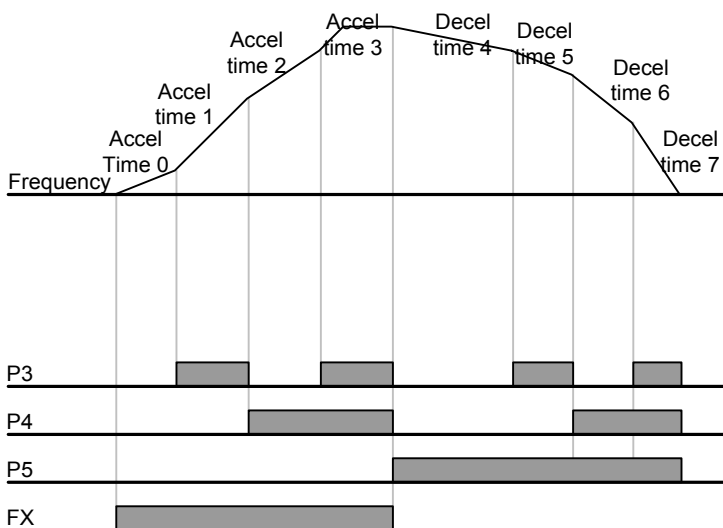 Accel
time 3
Decel
time 4
Decel
time 5
Accel
time 2
Decel
time 6
Accel
time 1
Accel
Time 0
Decel
time 7
Frequency
P3
P4
P5
FX